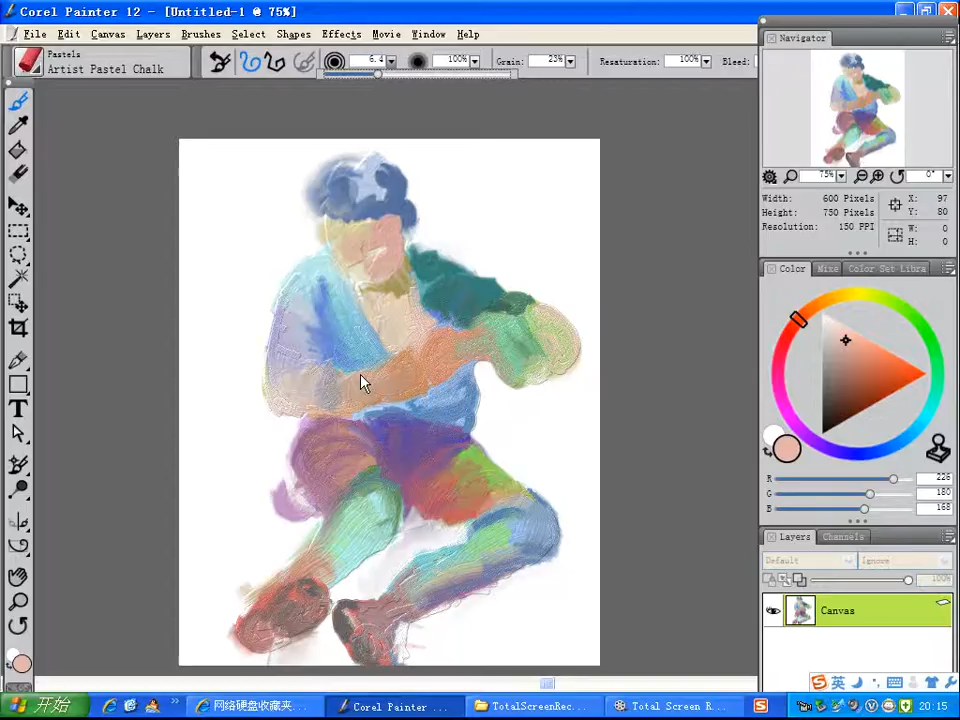 Corel Painter 12 - [Untitled-1 @ 75%]
File Edit Canvas Layers Brushes Select Shapes Effects Movie Window Help
Pastels
Artist Pastel Chalk
6.4
100%
Grain: 23%
Resaturation: 100%
Bleed:
Navigator
75%
0°
Width: 600 Pixels
Height: 750 Pixels
Resolution: 150 PPI
X: 97
Y: 80
W: 0
H: 0
Color Mixe Color Set Libra
R 226
G 180
B 168
Layers Channels
Default Ignore
100%
Canvas
英
开始
网络硬盘收藏夹...
Corel Painter ...
TotalScreenRec...
Total Screen R...
20:15